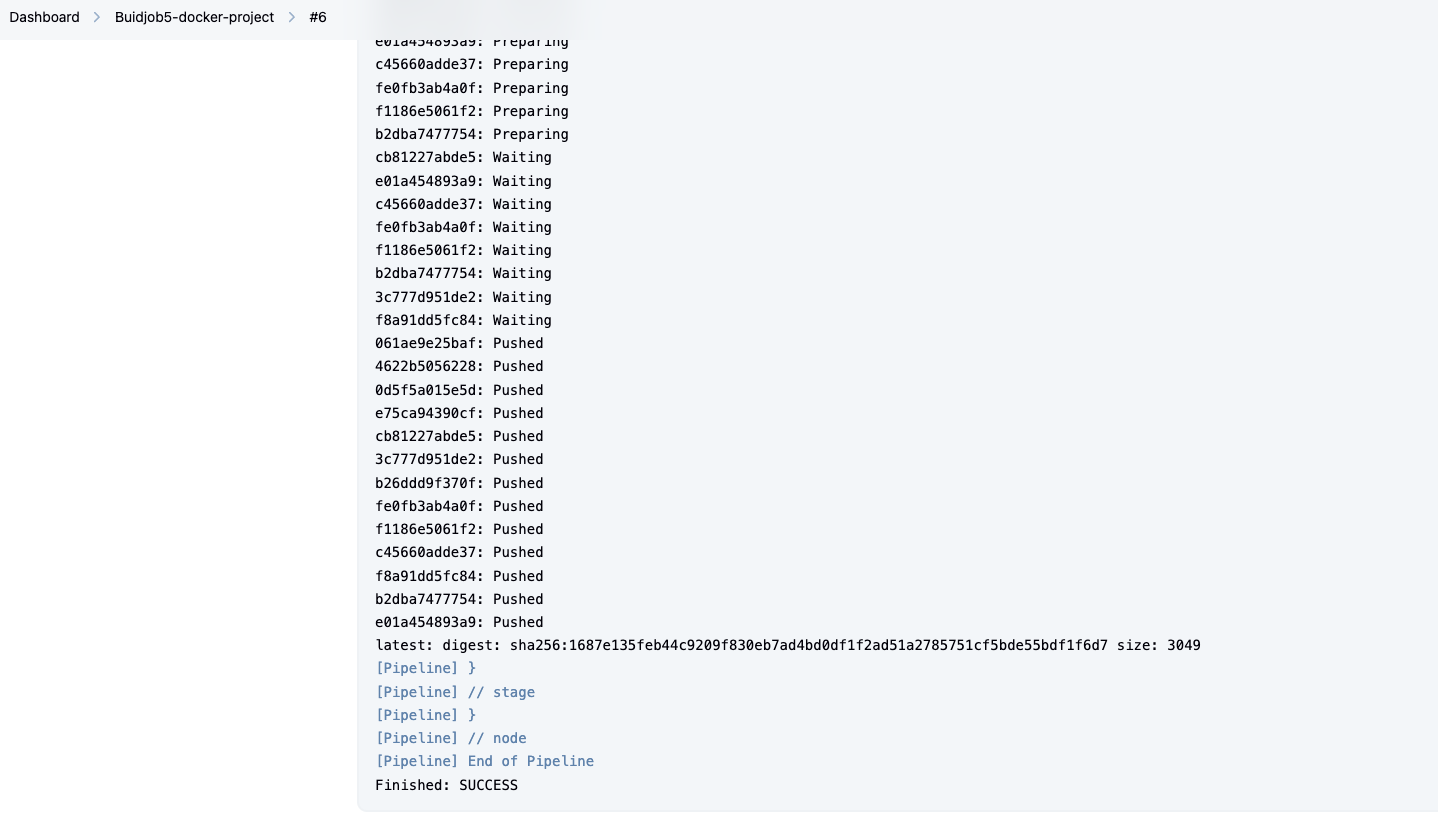 Dashboard > Buidjob5-docker-project > #6
e01a454893a9: Preparing
c45660adde37: Preparing
fe0fb3ab4a0f: Preparing
f1186e5061f2: Preparing
b2dba7477754: Preparing
cb81227abde5: Waiting
e01a454893a9: Waiting
c45660adde37: Waiting
fe0fb3ab4a0f: Waiting
f1186e5061f2: Waiting
b2dba7477754: Waiting
3c777d951de2: Waiting
f8a91dd5fc84: Waiting
061ae9e25baf: Pushed
4622b5056228: Pushed
0d5f5a015e5d: Pushed
e75ca94390cf: Pushed
cb81227abde5: Pushed
3c777d951de2: Pushed
b26ddd9f370f: Pushed
fe0fb3ab4a0f: Pushed
f1186e5061f2: Pushed
c45660adde37: Pushed
f8a91dd5fc84: Pushed
b2dba7477754: Pushed
e01a454893a9: Pushed
latest: digest: sha256:1687e135feb44c9209f830eb7ad4bd0df1f2ad51a2785751cf5bde55bdf1f6d7 size: 3049
[Pipeline] }
[Pipeline] // stage
[Pipeline] }
[Pipeline] // node
[Pipeline] End of Pipeline
Finished: SUCCESS